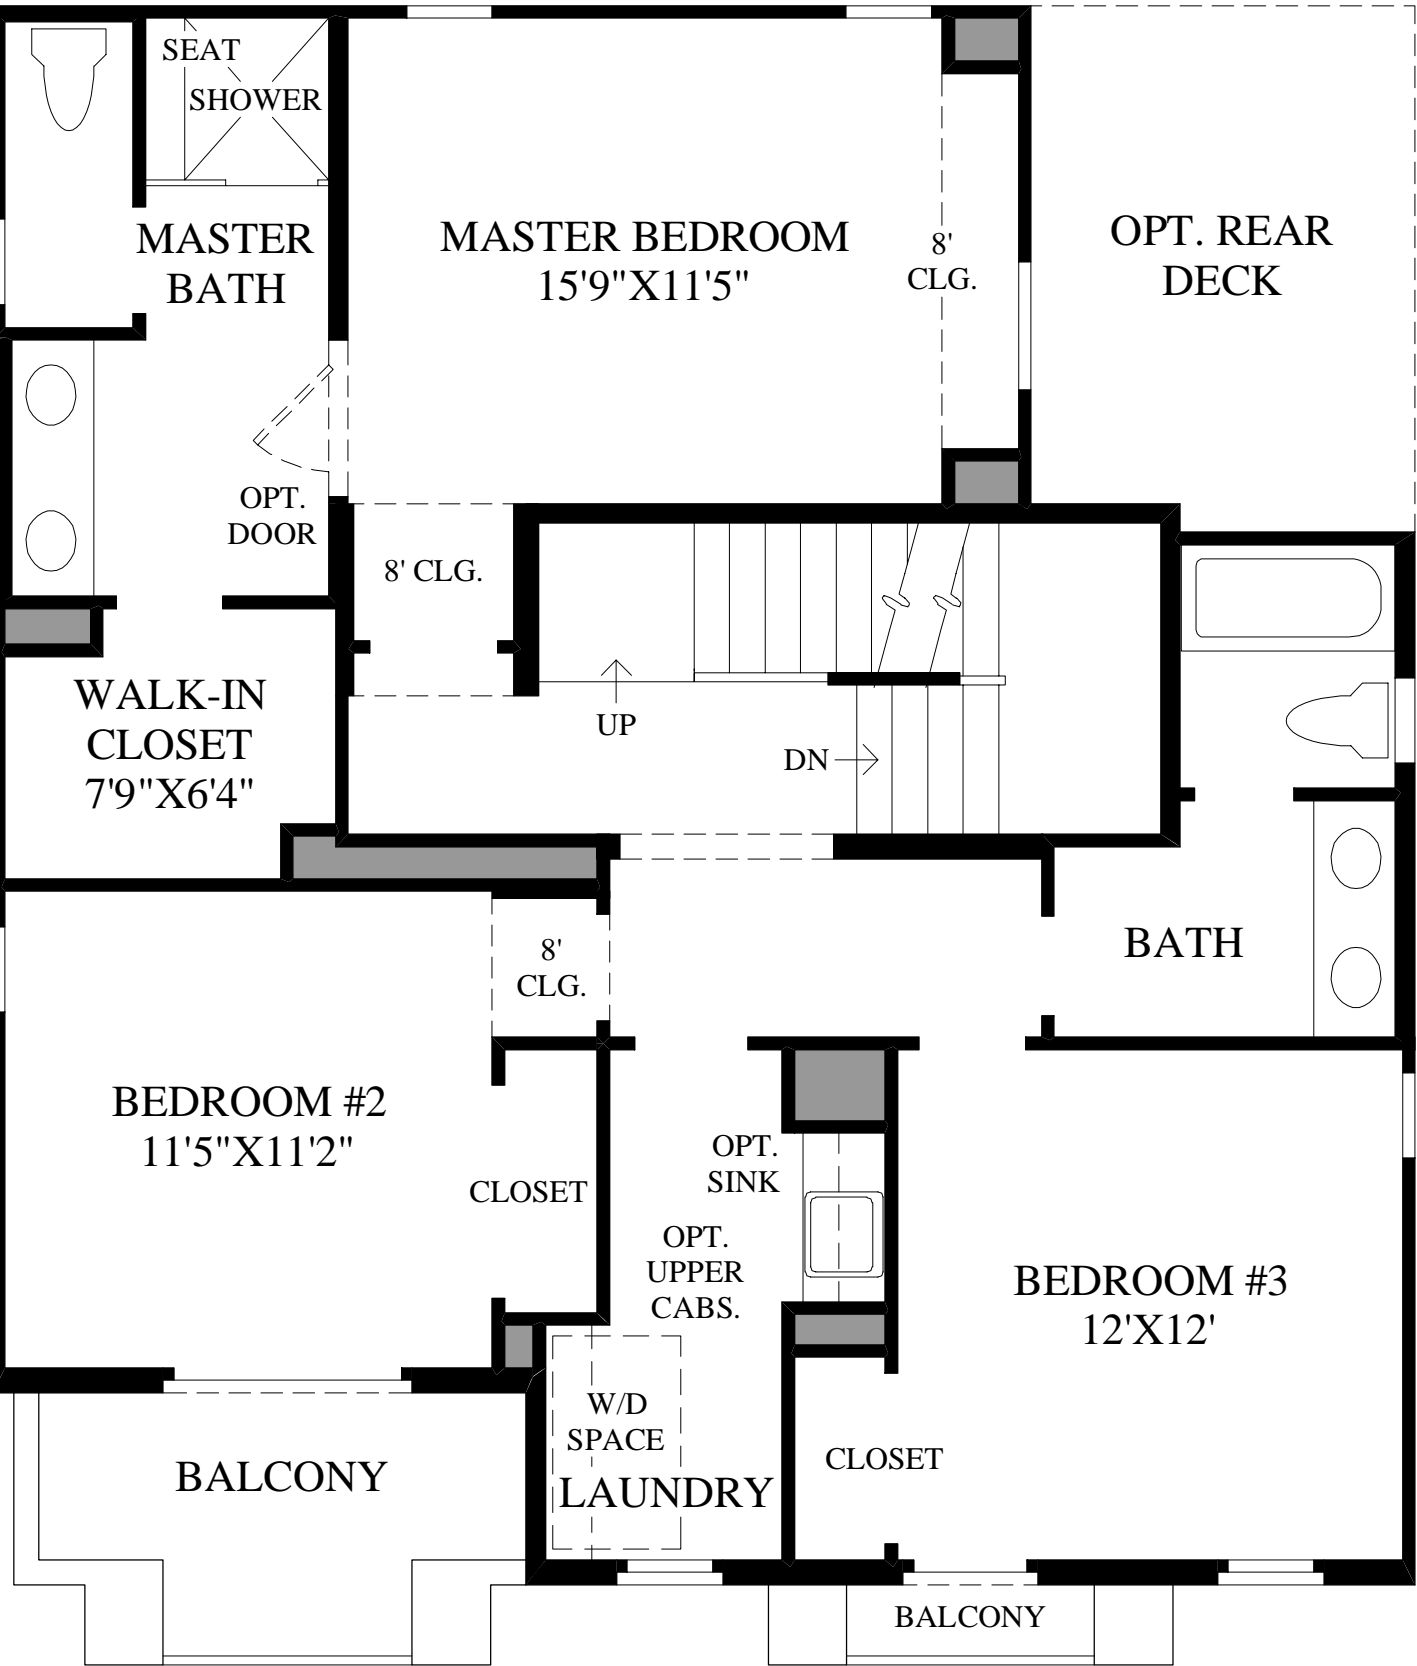 SEAT
SHOWER
MASTER
BATH
MASTER BEDROOM
15'9"X11'5"
8'
CLG.
OPT. REAR
DECK
OPT.
DOOR
8' CLG.
WALK-IN
CLOSET
7'9"X6'4"
UP
DN
8'
CLG.
BATH
BEDROOM #2
11'5"X11'2"
CLOSET
OPT.
SINK
OPT.
UPPER
CABS.
BEDROOM #3
12'X12'
W/D
SPACE
LAUNDRY
CLOSET
BALCONY
BALCONY